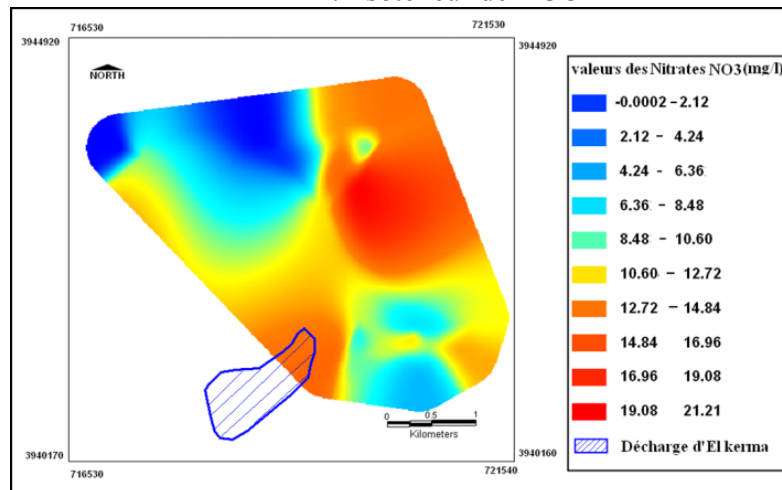 716530
721530
3944920
3944920
NORTH
valeurs des Nitrates NO3(mg/l)
-0.0002 - 2.12
2.12 - 4.24
4.24 - 6.36
6.36 - 8.48
8.48 - 10.60
10.60 - 12.72
12.72 - 14.84
14.84 16.96
16.96 19.08
19.08 21.21
Décharge d'El kerma
0 0.5 1
Kilometers
3940170
3940160
716530
721540